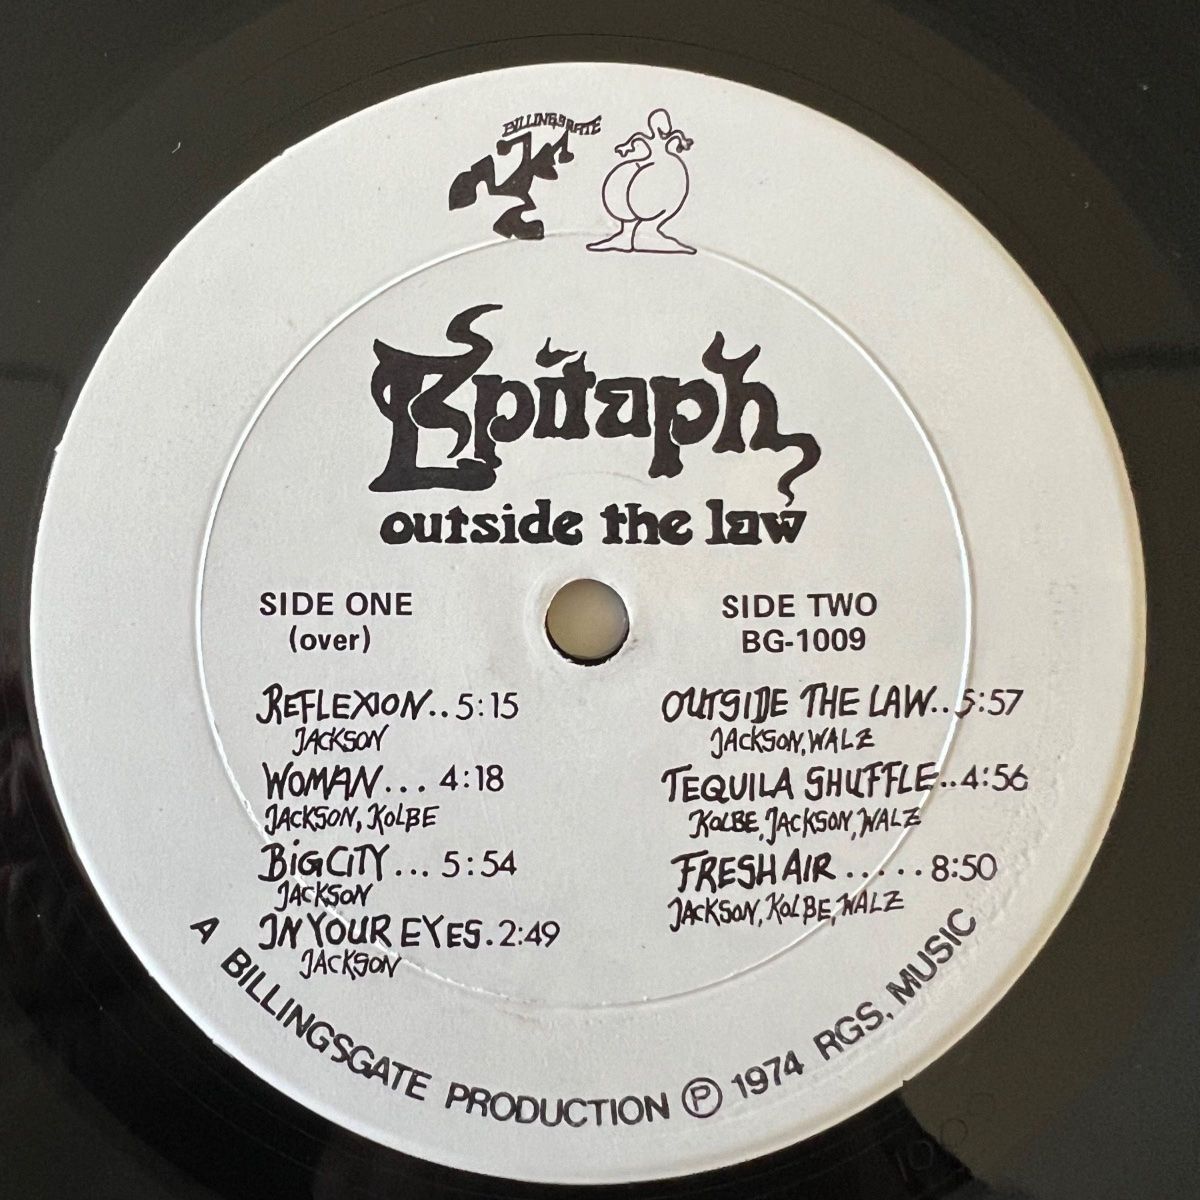 BILLINGSGATE
Epitaph
outside the law
SIDE ONE
(over)
REFLEXION..5:15
JACKSON
WOMAN...4:18
JACKSON, KOLBE
BIGCITY...5:54
JACKSON
IN YOUR EYES.2:49
JACKSON
SIDE TWO
BG-1009
OUTSIDE THE LAW..5:57
JACKSON, WALZ
TEQUILA SHUFFLE..4:56
KOLBE, JACKSON, WALZ
FRESH AIR.....8:50
JACKSON, KOLBE, WALZ
A BILLINGSGATE PRODUCTION Ⓟ 1974 RGS, MUSIC